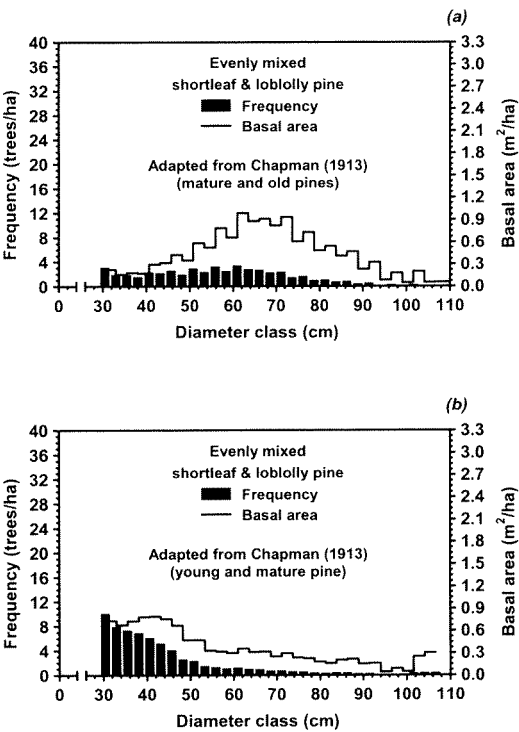 (a)
Evenly mixed
shortleaf & loblolly pine
Frequency
Basal area
Adapted from Chapman (1913)
(mature and old pines)
Frequency (trees/ha)
40
36
32
28
24
20
16
12
8
4
0
Basal area (m²/ha)
3.3
3.0
2.7
2.4
2.1
1.8
1.5
1.2
0.9
0.6
0.3
0.0
0 30 40 50 60 70 80 90 100 110
Diameter class (cm)
(b)
Evenly mixed
shortleaf & loblolly pine
Frequency
Basal area
Adapted from Chapman (1913)
(young and mature pine)
Frequency (trees/ha)
40
36
32
28
24
20
16
12
8
4
0
Basal area (m²/ha)
3.3
3.0
2.7
2.4
2.1
1.8
1.5
1.2
0.9
0.6
0.3
0.0
0 30 40 50 60 70 80 90 100 110
Diameter class (cm)